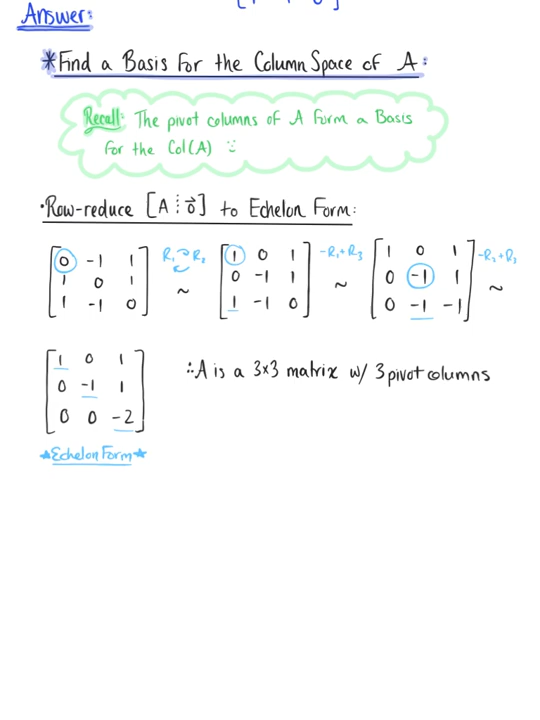 Answer:
*Find a Basis for the Column Space of A:
Recall: The pivot columns of A form a Basis
for the Col(A)
•Row-reduce [A ⋮ 0⃗] to Echelon Form:
[0 -1 1] R₁ ↔ R₂ [1 0 1] -R₁+R₃ [1 0 1] -R₂+R₃
[1 0 1] ~ [0 -1 1] ~ [0 -1 1] ~
[1 -1 0] [1 -1 0] [0 -1 -1]
[1 0 1]
[0 -1 1] ∴A is a 3x3 matrix w/ 3 pivot columns
[0 0 -2]
★Echelon Form★